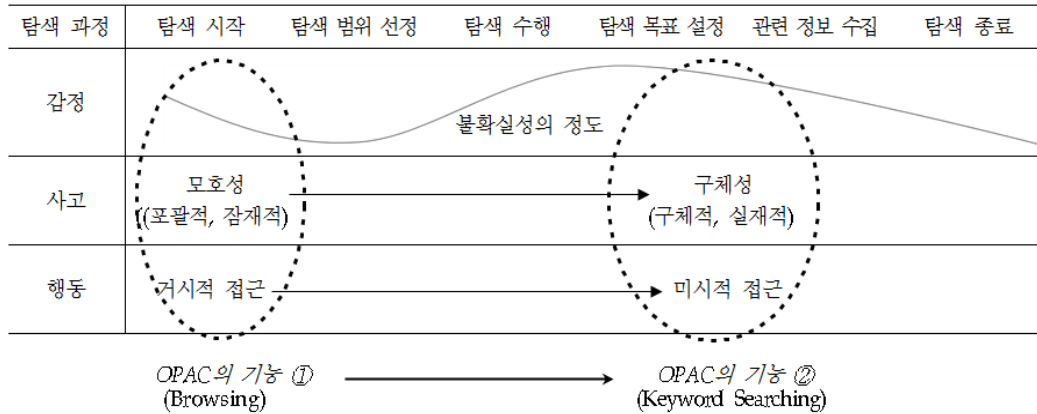 탐색 과정 탐색 시작 탐색 범위 선정 탐색 수행 탐색 목표 설정 관련 정보 수집 탐색 종료
감정
불확실성의 정도
사고
모호성
((포괄적, 잠재적)
구체성
(구체적, 실재적)
행동
거시적 접근
미시적 접근
OPAC의 기능 ①
(Browsing)
OPAC의 기능 ②
(Keyword Searching)